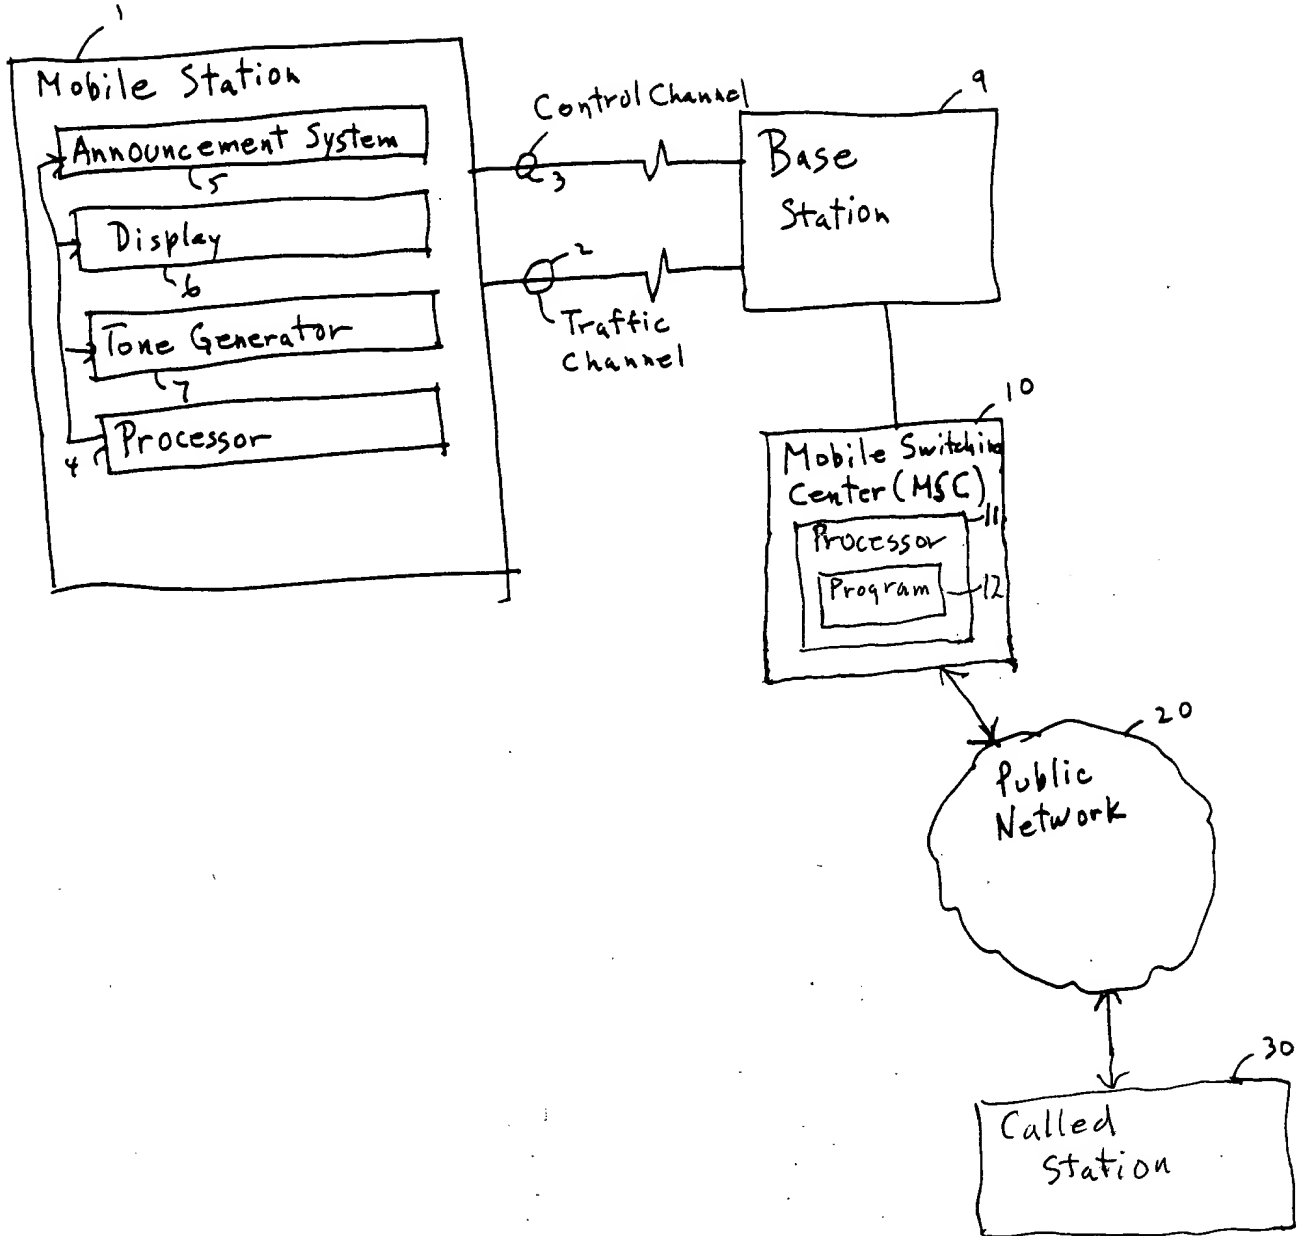 1
Mobile Station
Announcement System
5
Display
6
Tone Generator
7
Processor
4
Control Channel
3
2
Traffic
Channel
9
Base
Station
10
Mobile Switching
Center (MSC)
11
Processor
Program
12
20
Public
Network
30
Called
Station